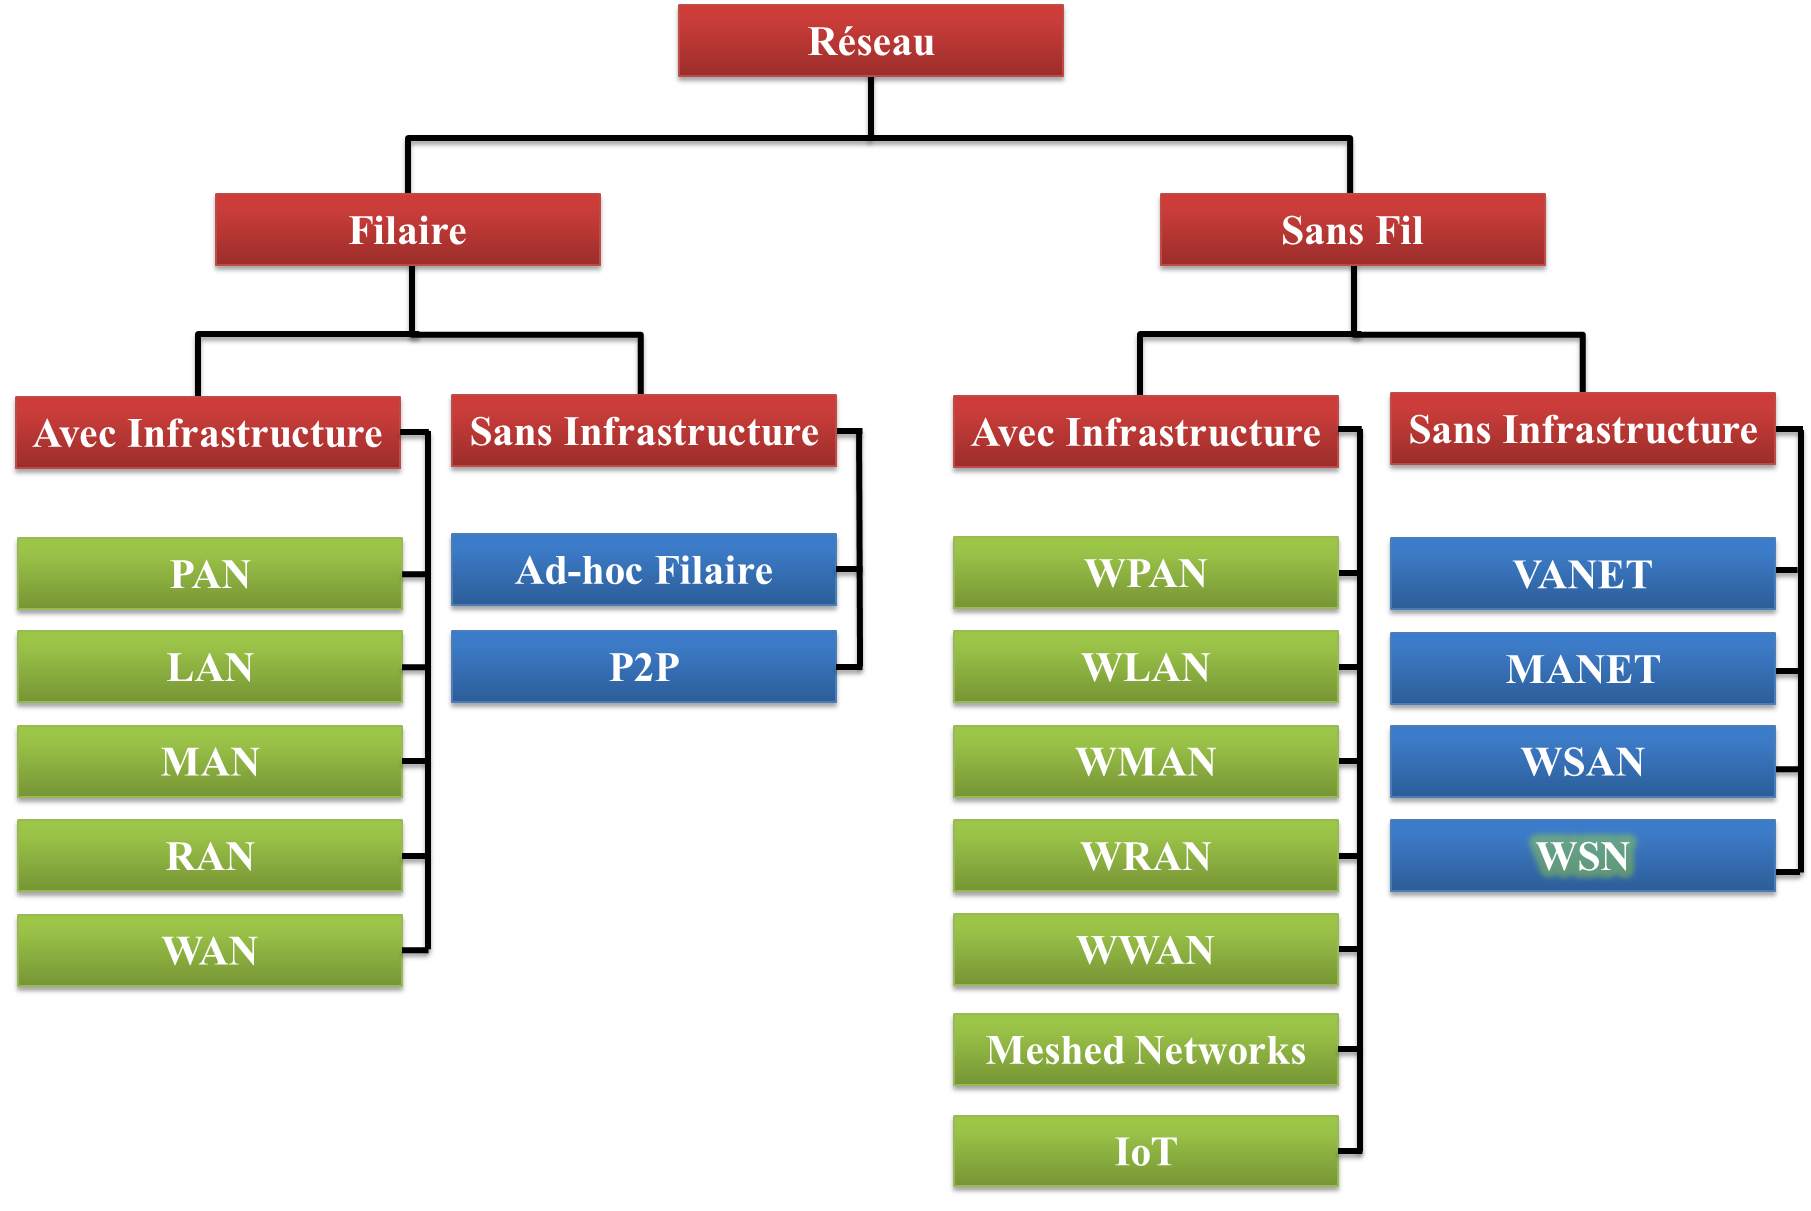 Réseau
Filaire
Sans Fil
Avec Infrastructure
Sans Infrastructure
Avec Infrastructure
Sans Infrastructure
PAN
LAN
MAN
RAN
WAN
Ad-hoc Filaire
P2P
WPAN
WLAN
WMAN
WRAN
WWAN
Meshed Networks
IoT
VANET
MANET
WSAN
WSN